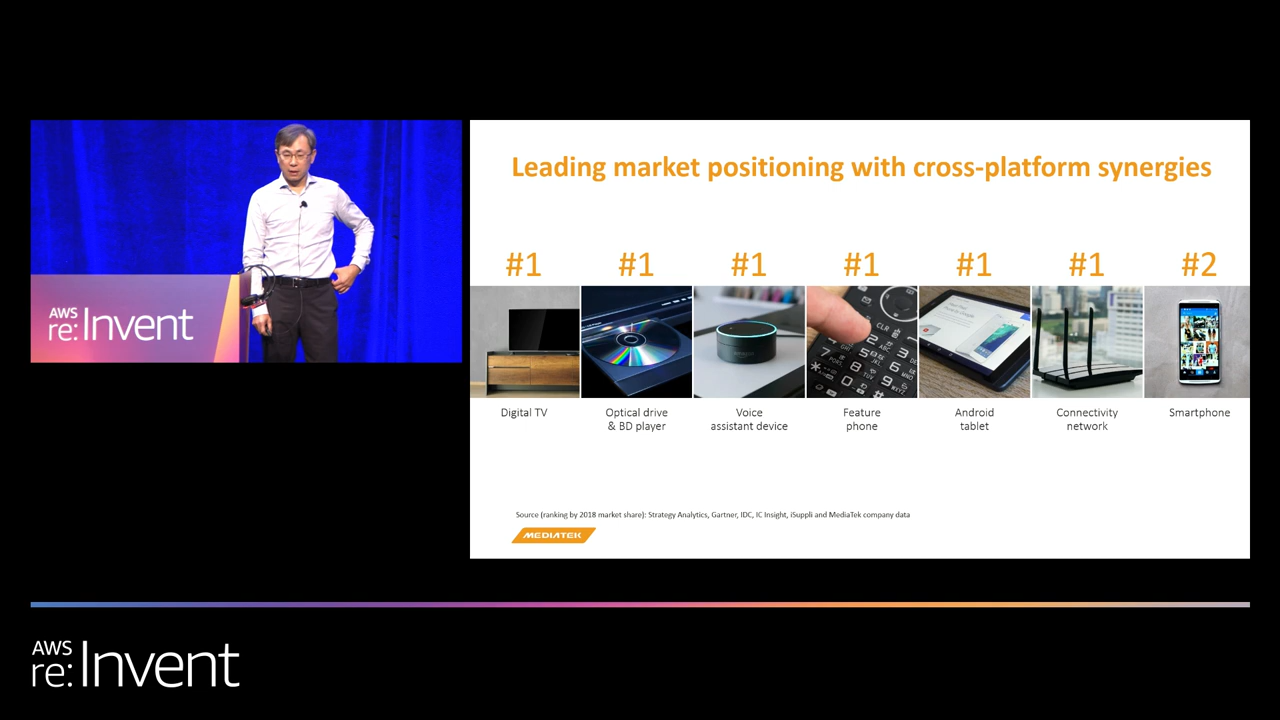 Leading market positioning with cross-platform synergies
#1 #1 #1 #1 #1 #1 #2
Digital TV
Optical drive
& BD player
Voice
assistant device
Feature
phone
Android
tablet
Connectivity
network
Smartphone
Source (ranking by 2018 market share): Strategy Analytics, Gartner, IDC, IC Insight, iSuppli and MediaTek company data
MEDIATEK
AWS
re:Invent
AWS
re:Invent